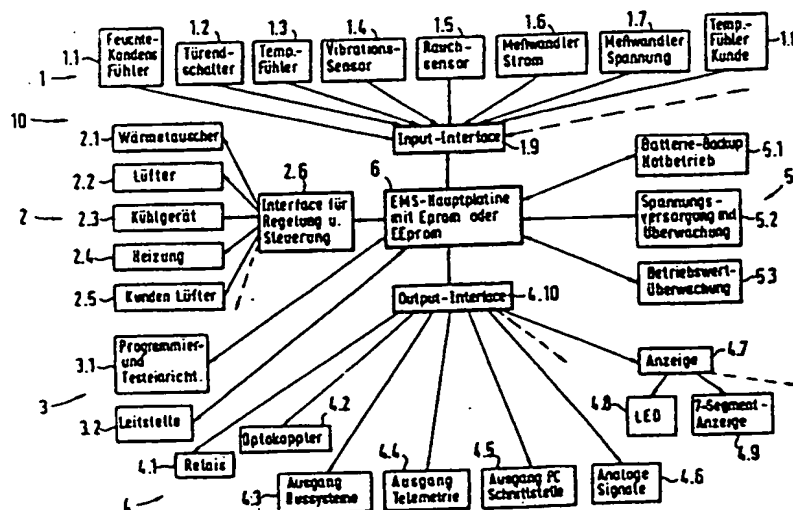 1.1
1.2
1.3
1.4
1.5
1.6
1.7
Feuchte-
Kondens
Fühler
Türend-
schalter
Temp.-
Fühler
Vibrations-
Sensor
Rauch-
sensor
Meßwandler
Strom
Meßwandler
Spannung
Temp.-
Fühler
Kunde
1
10
Input-Interface
1.9
2.1
Wärmetauscher
2.2
Lüfter
2
2.3
Kühlgerät
2.4
Heizung
2.5
Kunden Lüfter
2.6
Interface für
Regelung u.
Steuerung
6
EMS-Hauptplatine
mit Eprom oder
EEprom
Batterie-Backup
Notbetrieb
5.1
5
Spannungs-
versorgung und
Überwachung
5.2
Betriebswert-
Überwachung
5.3
Output-Interface
4.10
3.1
Programmier-
und
Testeinricht.
3
3.2
Leitstelle
4.1
Relais
4.2
Optokoppler
4
4.3
Ausgang
Bussysteme
4.4
Ausgang
Telemetrie
4.5
Ausgang PC
Schnittstelle
Analoge
Signale
4.6
Anzeige
4.7
4.8
LED
7-Segment-
Anzeige
4.9